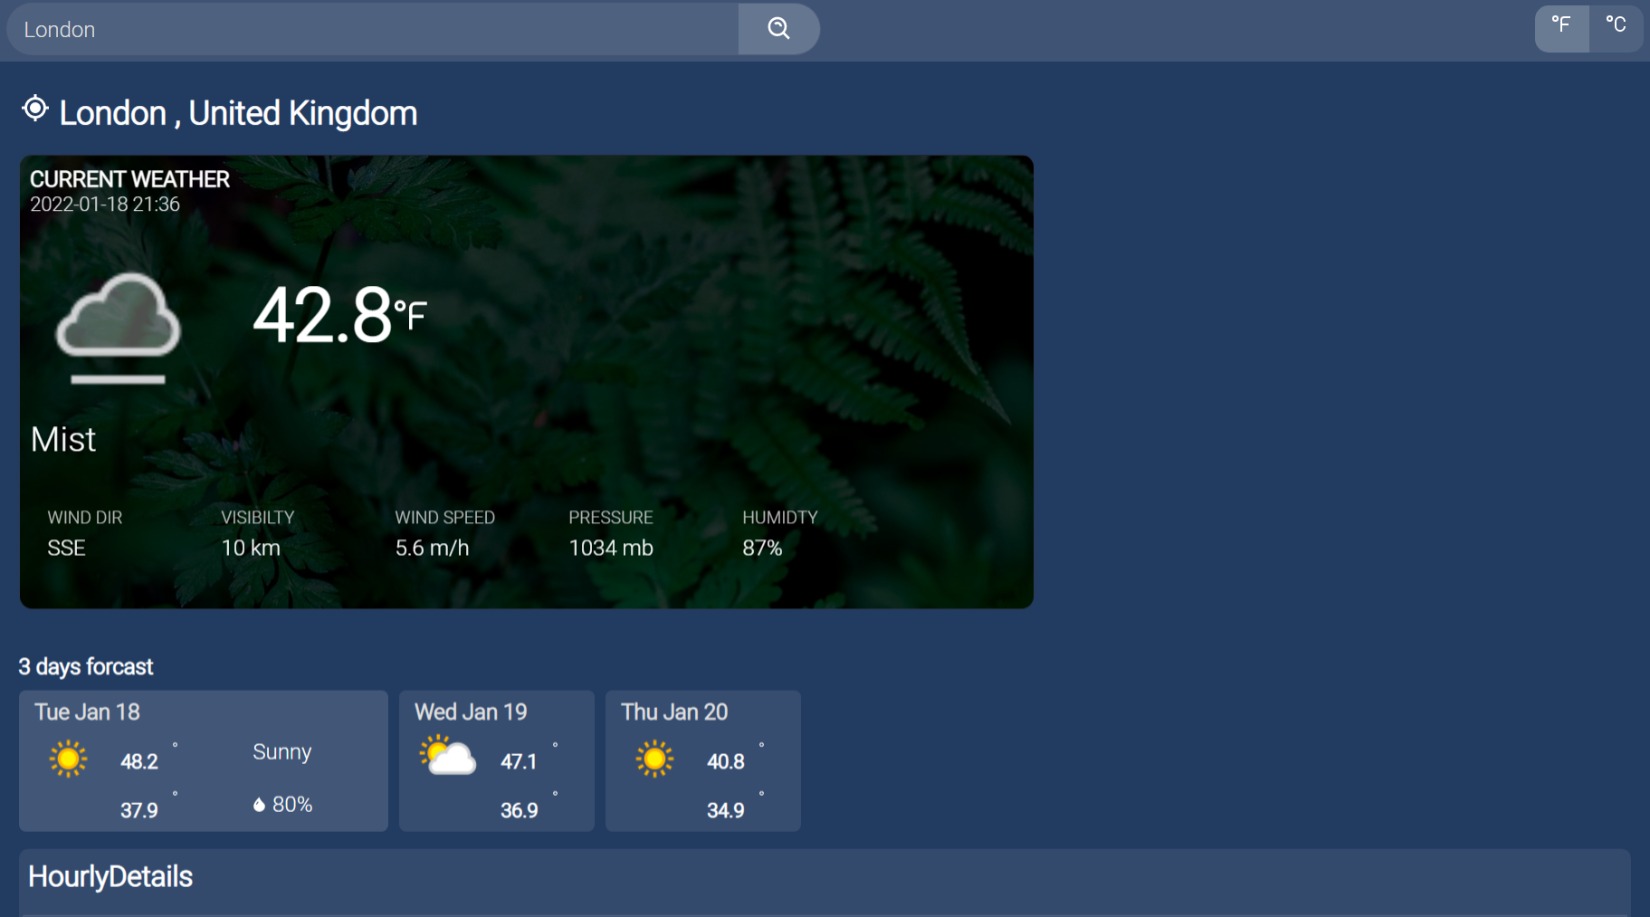 London
°F °C
London , United Kingdom
CURRENT WEATHER
2022-01-18 21:36
42.8°F
Mist
WIND DIR VISIBILTY WIND SPEED PRESSURE HUMIDTY
SSE 10 km 5.6 m/h 1034 mb 87%
3 days forcast
Tue Jan 18
48.2 °
Sunny
37.9 °
80%
Wed Jan 19
47.1 °
36.9 °
Thu Jan 20
40.8 °
34.9 °
HourlyDetails